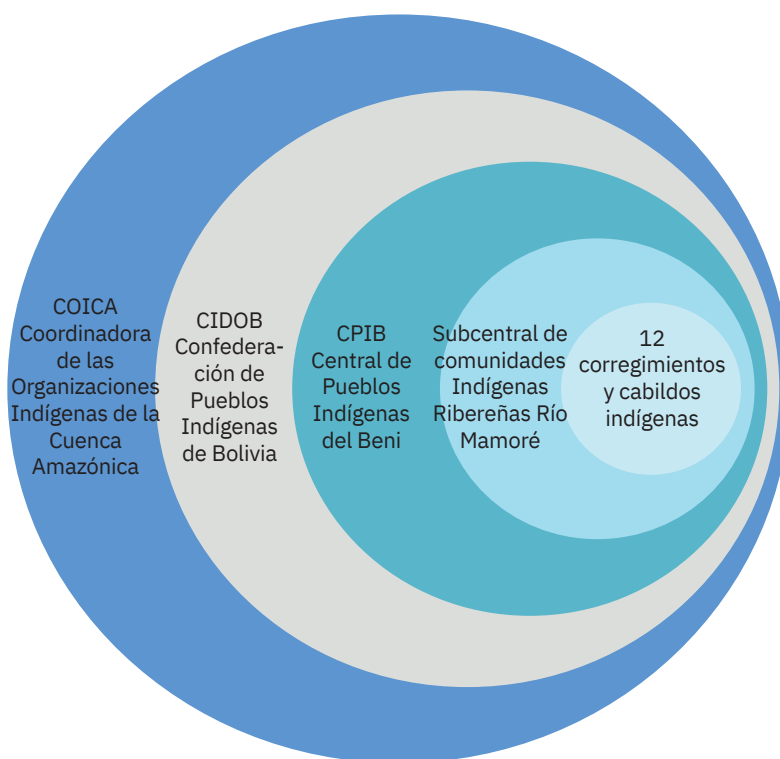 COICA
Coordinadora
de las
Organizaciones
Indígenas de la
Cuenca
Amazónica
CIDOB
Confedera-
ción de
Pueblos
Indígenas
de Bolivia
CPIB
Central de
Pueblos
Indígenas
del Beni
Subcentral de
comunidades
Indígenas
Ribereñas Río
Mamoré
12
corregimientos
y cabildos
indígenas